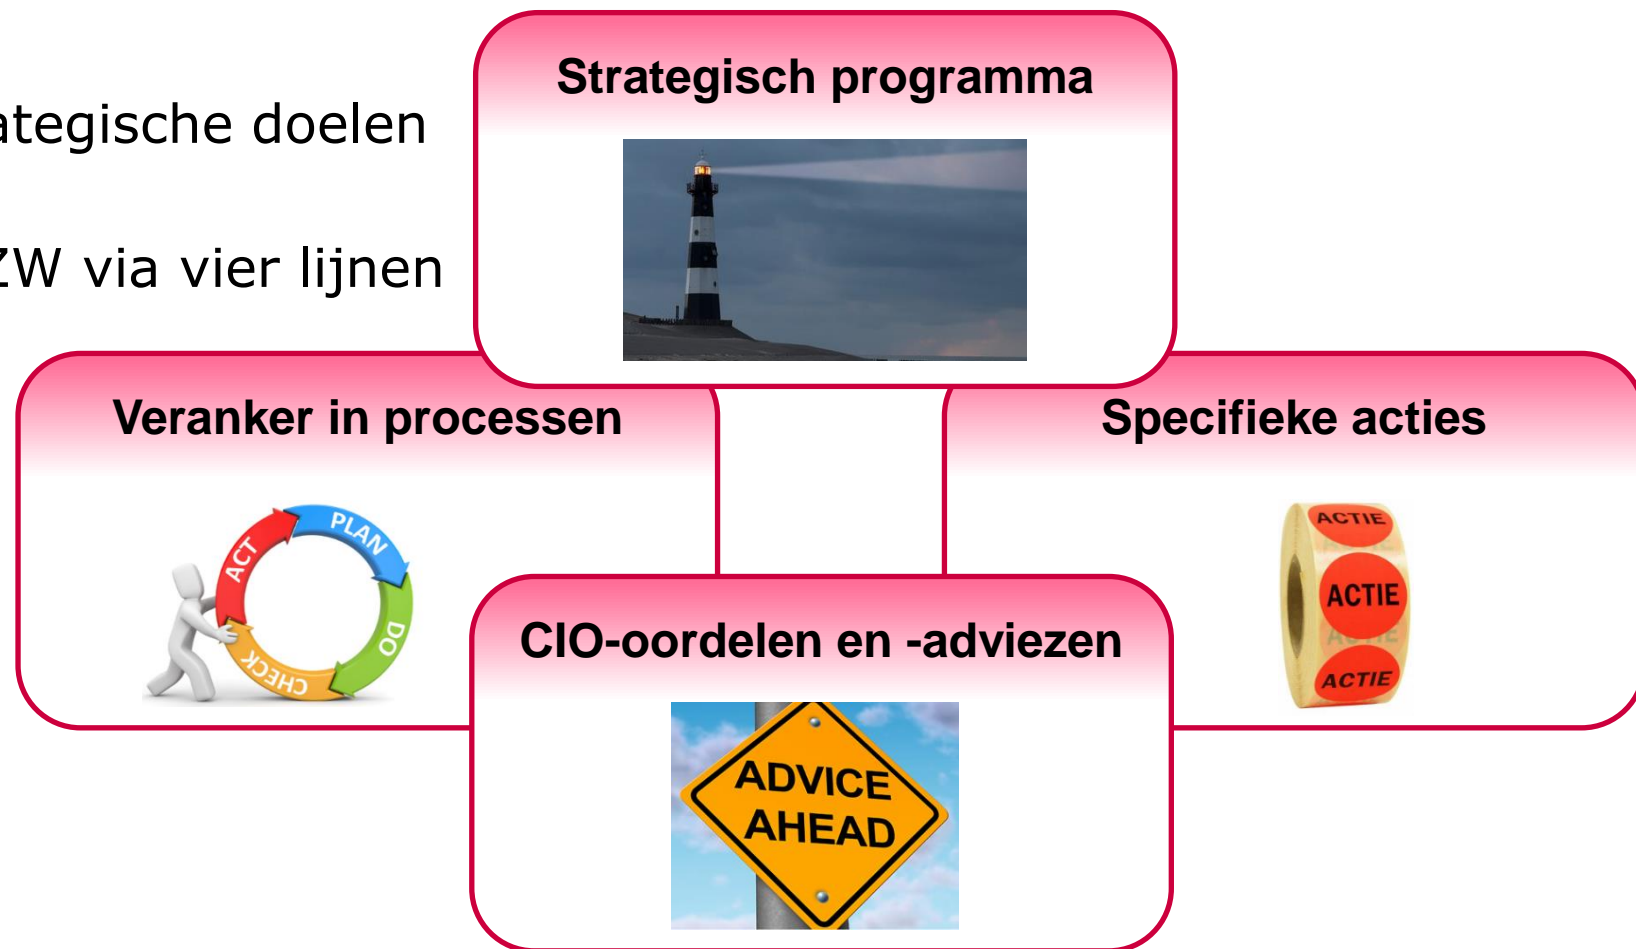 Strategisch programma
ategische doelen
ZW via vier lijnen
Veranker in processen
Specifieke acties
PLAN
ACT
DO
CHECK
ACTIE
ACTIE
ACTIE
CIO-oordelen en -adviezen
ADVICE
AHEAD